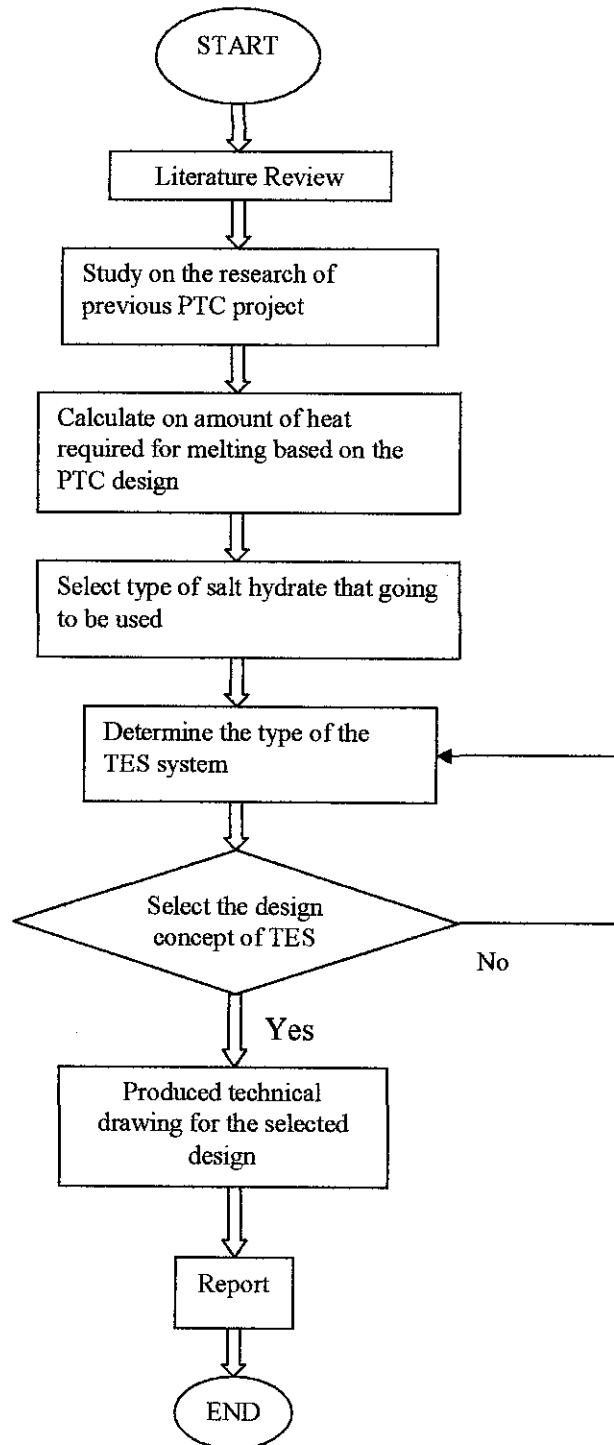 START
Literature Review
Study on the research of
previous PTC project
Calculate on amount of heat
required for melting based on the
PTC design
Select type of salt hydrate that going
to be used
Determine the type of the
TES system
Select the design
concept of TES
No
Yes
Produced technical
drawing for the selected
design
Report
END